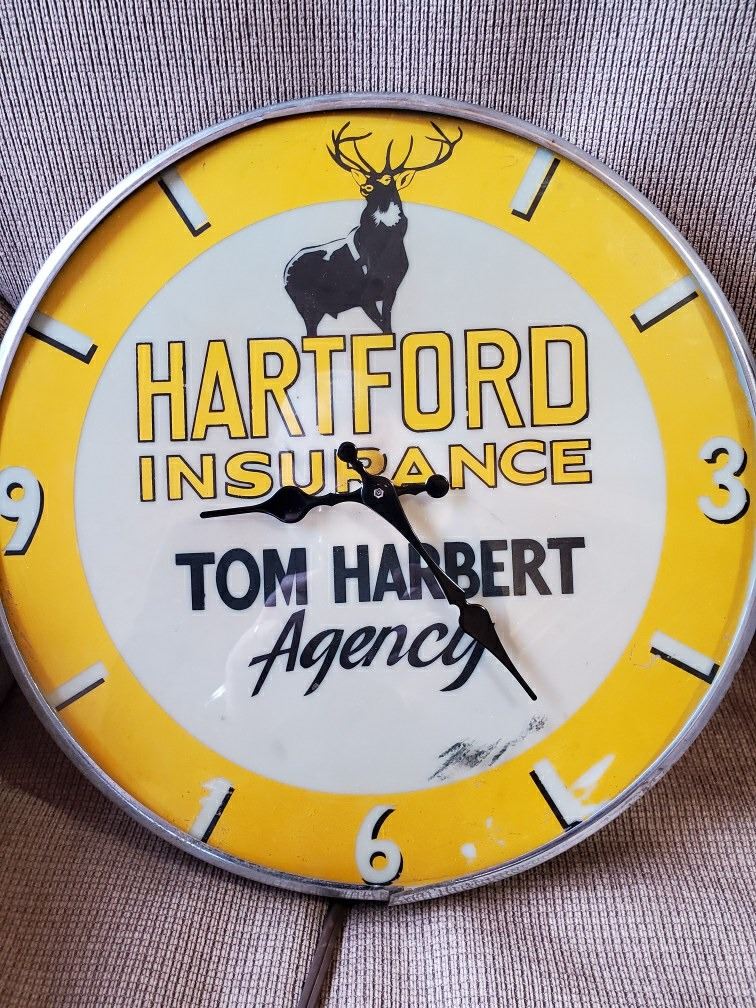 HARTFORD
INSURANCE
9
3
TOM HARBERT
Agency
6